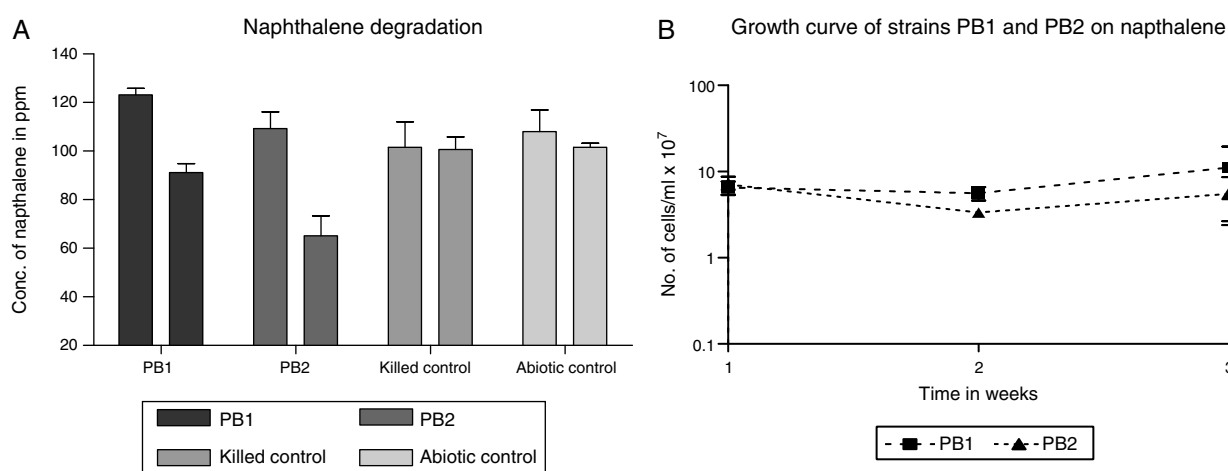 A
Naphthalene degradation
Conc. of napthalene in ppm
140
120
100
80
60
40
20
PB1
PB2
Killed control
Abiotic control
PB1
PB2
Killed control
Abiotic control
B
Growth curve of strains PB1 and PB2 on napthalene
No. of cells/ml x 10⁷
100
10
1
0.1
1
2
3
Time in weeks
PB1
PB2